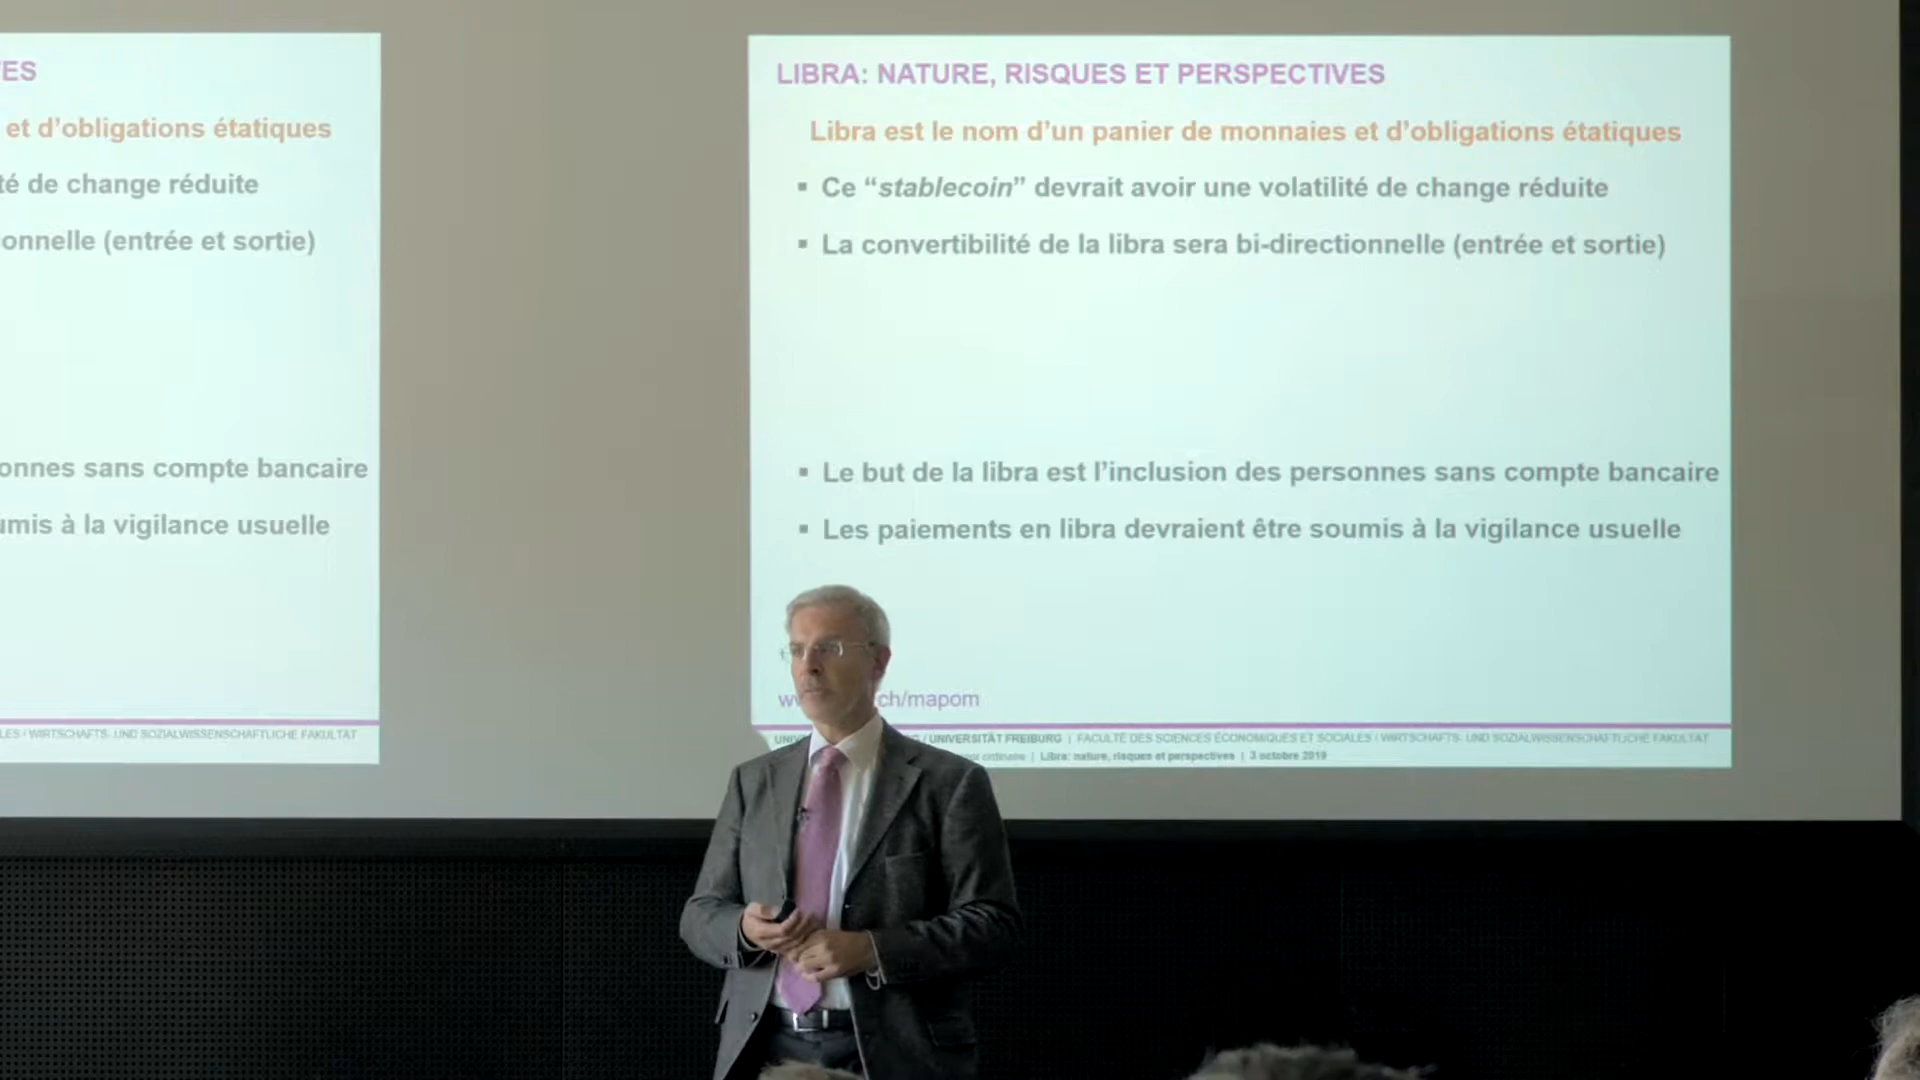 ES
et d’obligations étatiques
té de change réduite
onnelle (entrée et sortie)
onnes sans compte bancaire
umis à la vigilance usuelle
LES / WIRTSCHAFTS- UND SOZIALWISSENSCHAFTLICHE FAKULTÄT
LIBRA: NATURE, RISQUES ET PERSPECTIVES
Libra est le nom d’un panier de monnaies et d’obligations étatiques
▪ Ce “stablecoin” devrait avoir une volatilité de change réduite
▪ La convertibilité de la libra sera bi-directionnelle (entrée et sortie)
▪ Le but de la libra est l’inclusion des personnes sans compte bancaire
▪ Les paiements en libra devraient être soumis à la vigilance usuelle
ch/mapom
/ UNIVERSITÄT FREIBURG | FACULTÉ DES SCIENCES ÉCONOMIQUES ET SOCIALES / WIRTSCHAFTS- UND SOZIALWISSENSCHAFTLICHE FAKULTÄT
ordinaire | Libra: nature, risques et perspectives | 3 octobre 2019